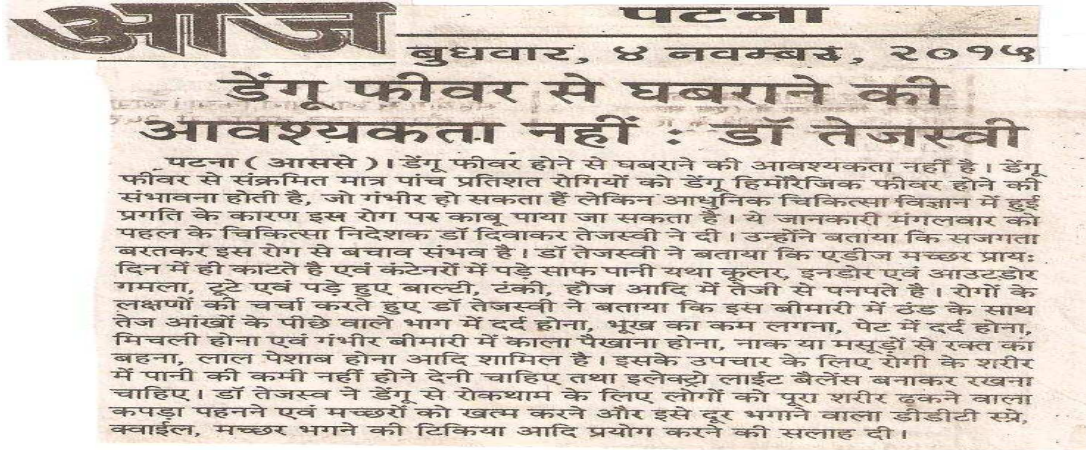 आज
पटना
बुधवार, ४ नवम्बर, २०१५
डेंगू फीवर से घबराने की
आवश्यकता नहीं : डॉ तेजस्वी
पटना ( आससे )। डेंगू फीवर होने से घबराने की आवश्यकता नहीं है। डेंगू
फीवर से संक्रमित मात्र पांच प्रतिशत रोगियों को डेंगू हिमोरैजिक फीवर होने की
संभावना होती है, जो गंभीर हो सकता हैं लेकिन आधुनिक चिकित्सा विज्ञान में हुई
प्रगति के कारण इस रोग पर काबू पाया जा सकता है। ये जानकारी मंगलवार को
पहल के चिकित्सा निदेशक डॉ दिवाकर तेजस्वी ने दी। उन्होंने बताया कि सजगता
बरतकर इस रोग से बचाव संभव है। डॉ तेजस्वी ने बताया कि एडीज मच्छर प्रायः
दिन में ही काटते है एवं कंटेनरों में पड़े साफ पानी यथा कूलर, इनडोर एवं आउटडोर
गमला, टूटे एवं पड़े हुए बाल्टी, टंकी, हौज आदि में तेजी से पनपते है। रोगों के
लक्षणों की चर्चा करते हुए डॉ तेजस्वी ने बताया कि इस बीमारी में ठंड के साथ
तेज आंखों के पीछे वाले भाग में दर्द होना, भूख का कम लगना, पेट में दर्द होना,
मिचली होना एवं गंभीर बीमारी में काला पैखाना होना, नाक या मसूड़ों से रक्त का
बहना, लाल पेशाब होना आदि शामिल है। इसके उपचार के लिए रोगी के शरीर
में पानी की कमी नहीं होने देनी चाहिए तथा इलेक्ट्रो लाईट बैलेंस बनाकर रखना
चाहिए। डॉ तेजस्व ने डेंगू से रोकथाम के लिए लोगों को पूरा शरीर ढ़कने वाला
कपड़ा पहनने एवं मच्छरों को खत्म करने और इसे दूर भगाने वाला डीडीटी स्प्रे,
क्वाईल, मच्छर भगने की टिकिया आदि प्रयोग करने की सलाह दी।